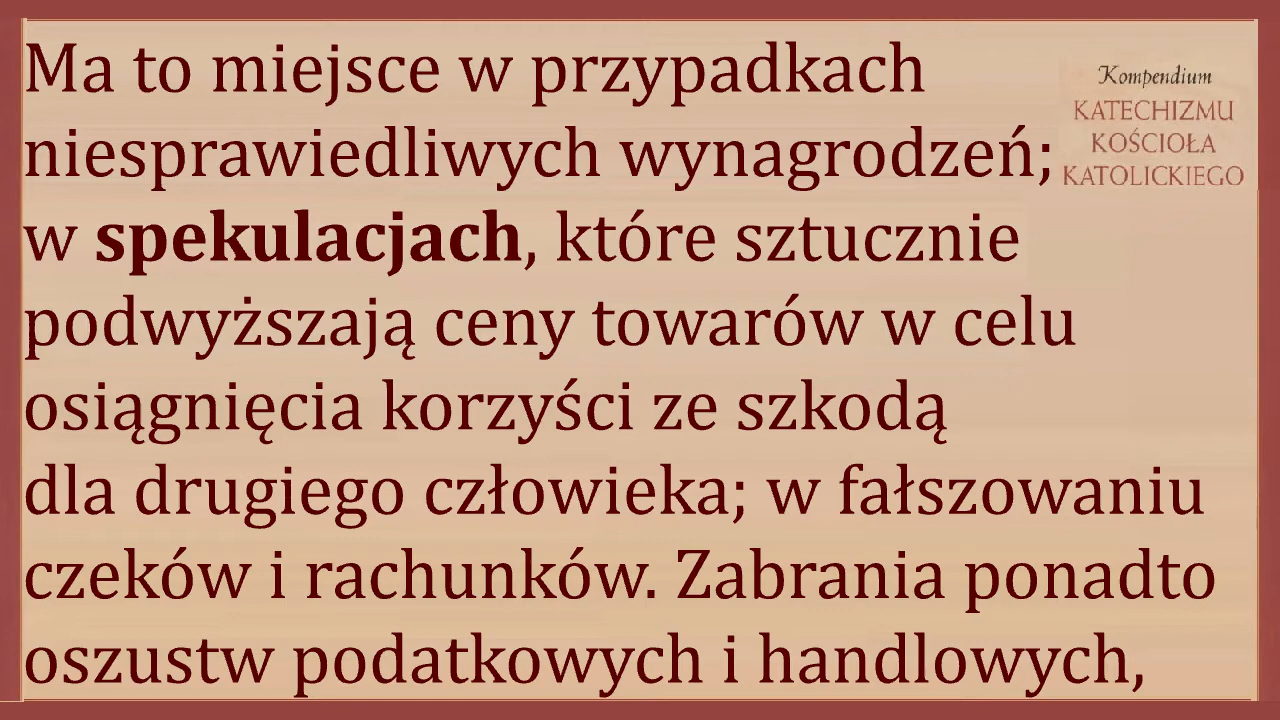 Ma to miejsce w przypadkach
niesprawiedliwych wynagrodzeń;
w spekulacjach, które sztucznie
podwyższają ceny towarów w celu
osiągnięcia korzyści ze szkodą
dla drugiego człowieka; w fałszowaniu
czeków i rachunków. Zabrania ponadto
oszustw podatkowych i handlowych,
Kompendium
KATECHIZMU
KOŚCIOŁA
KATOLICKIEGO